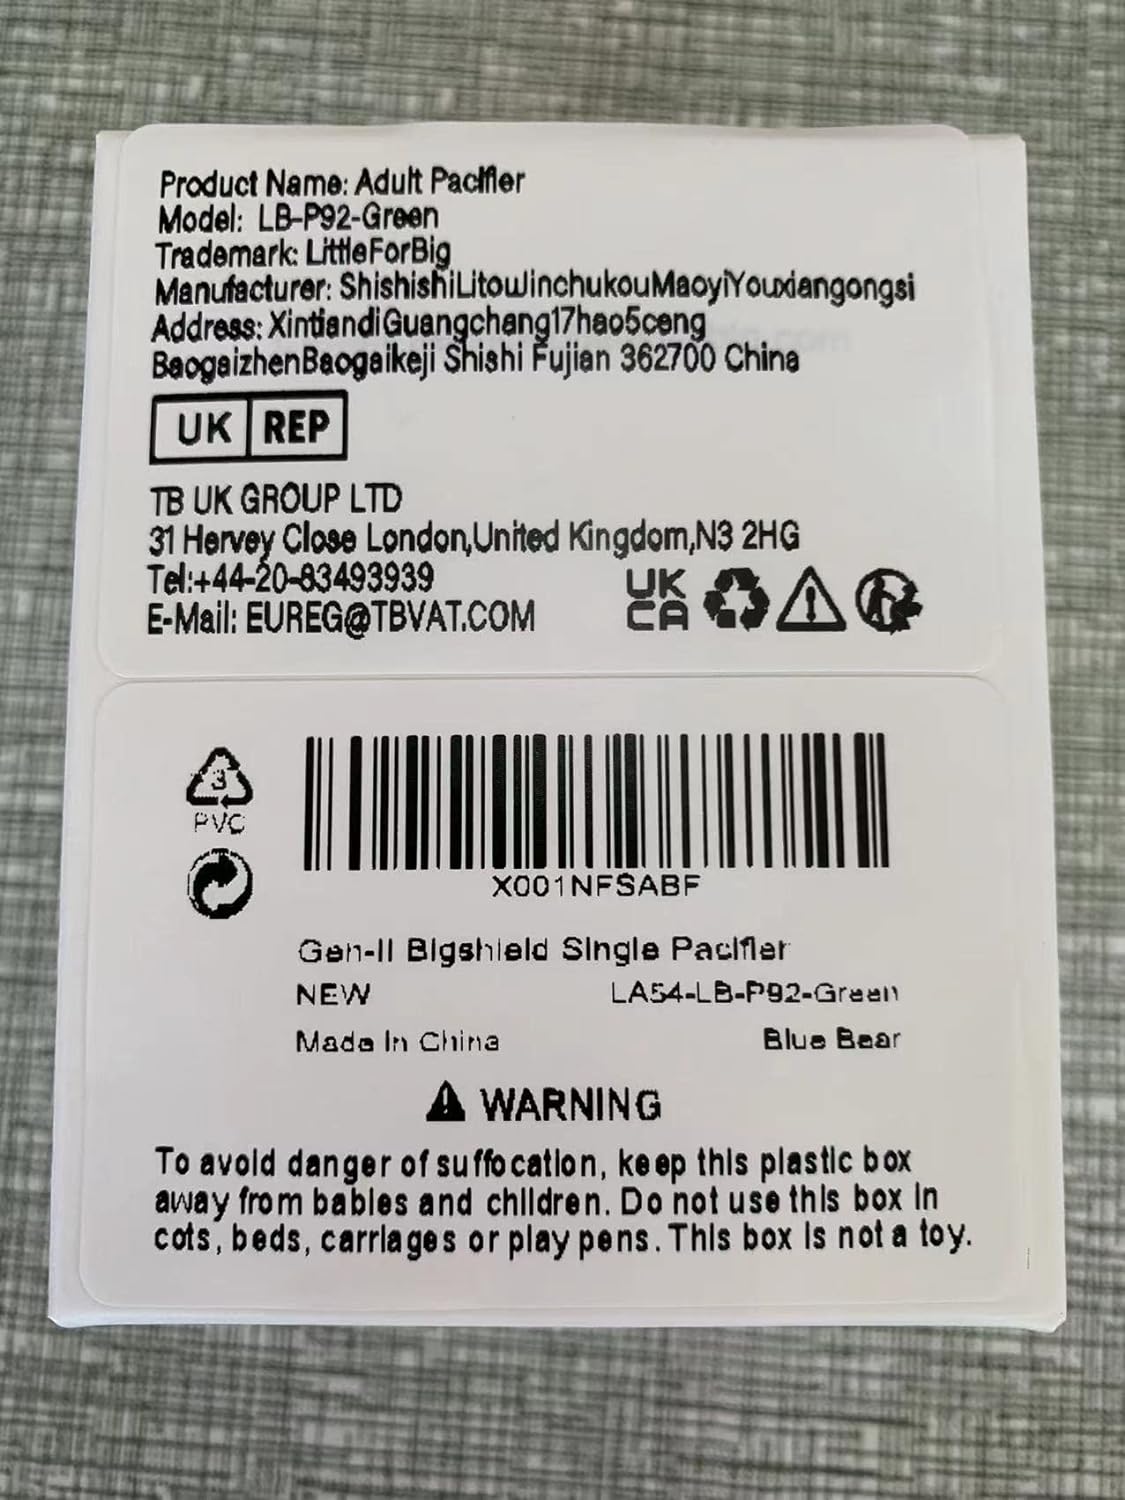 Product Name: Adult Pacifier
Model: LB-P92-Green
Trademark: LittleForBig
Manufacturer: ShishishiLitouJinchukouMaoyiYouxiangongsi
Address: XintiandiGuangchang17hao5ceng
BaogaizhenBaogaikeji Shishi Fujian 362700 China
UK REP
TB UK GROUP LTD
31 Hervey Close London,United Kingdom,N3 2HG
Tel:+44-20-83493939
E-Mail: EUREG@TBVAT.COM
UK
CA
3
PVC
X001NFSABF
Gen-II Bigshield Single Pacifier
NEW LA54-LB-P92-Green
Made In China Blue Bear
WARNING
To avoid danger of suffocation, keep this plastic box
away from babies and children. Do not use this box in
cots, beds, carriages or play pens. This box is not a toy.